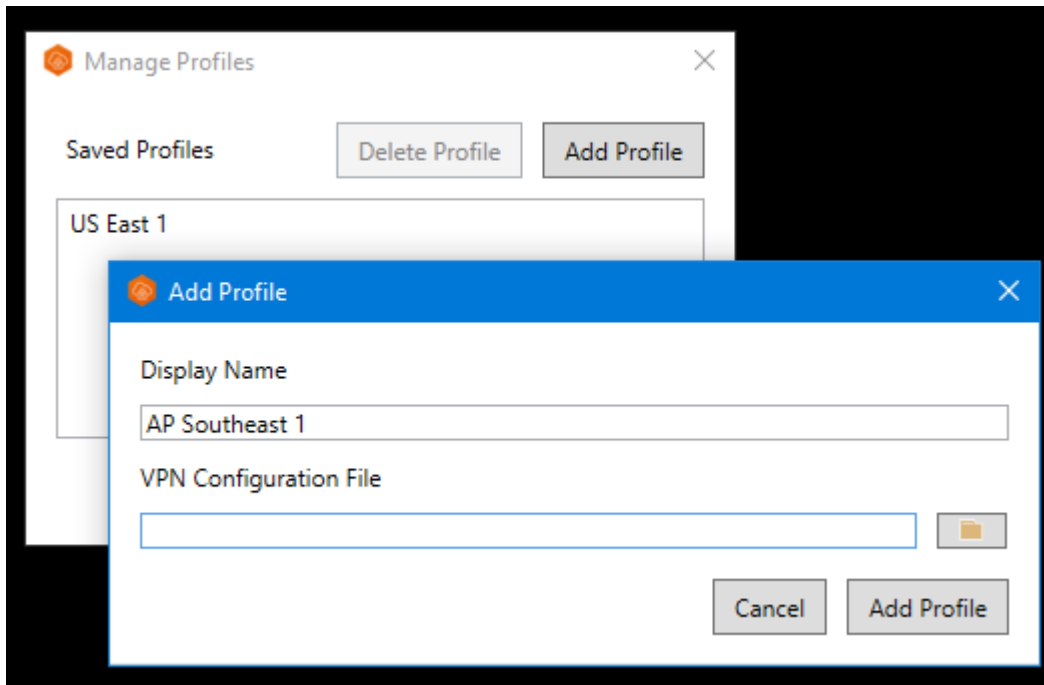 Manage Profiles
Saved Profiles
Delete Profile
Add Profile
US East 1
Add Profile
Display Name
AP Southeast 1
VPN Configuration File
Cancel
Add Profile